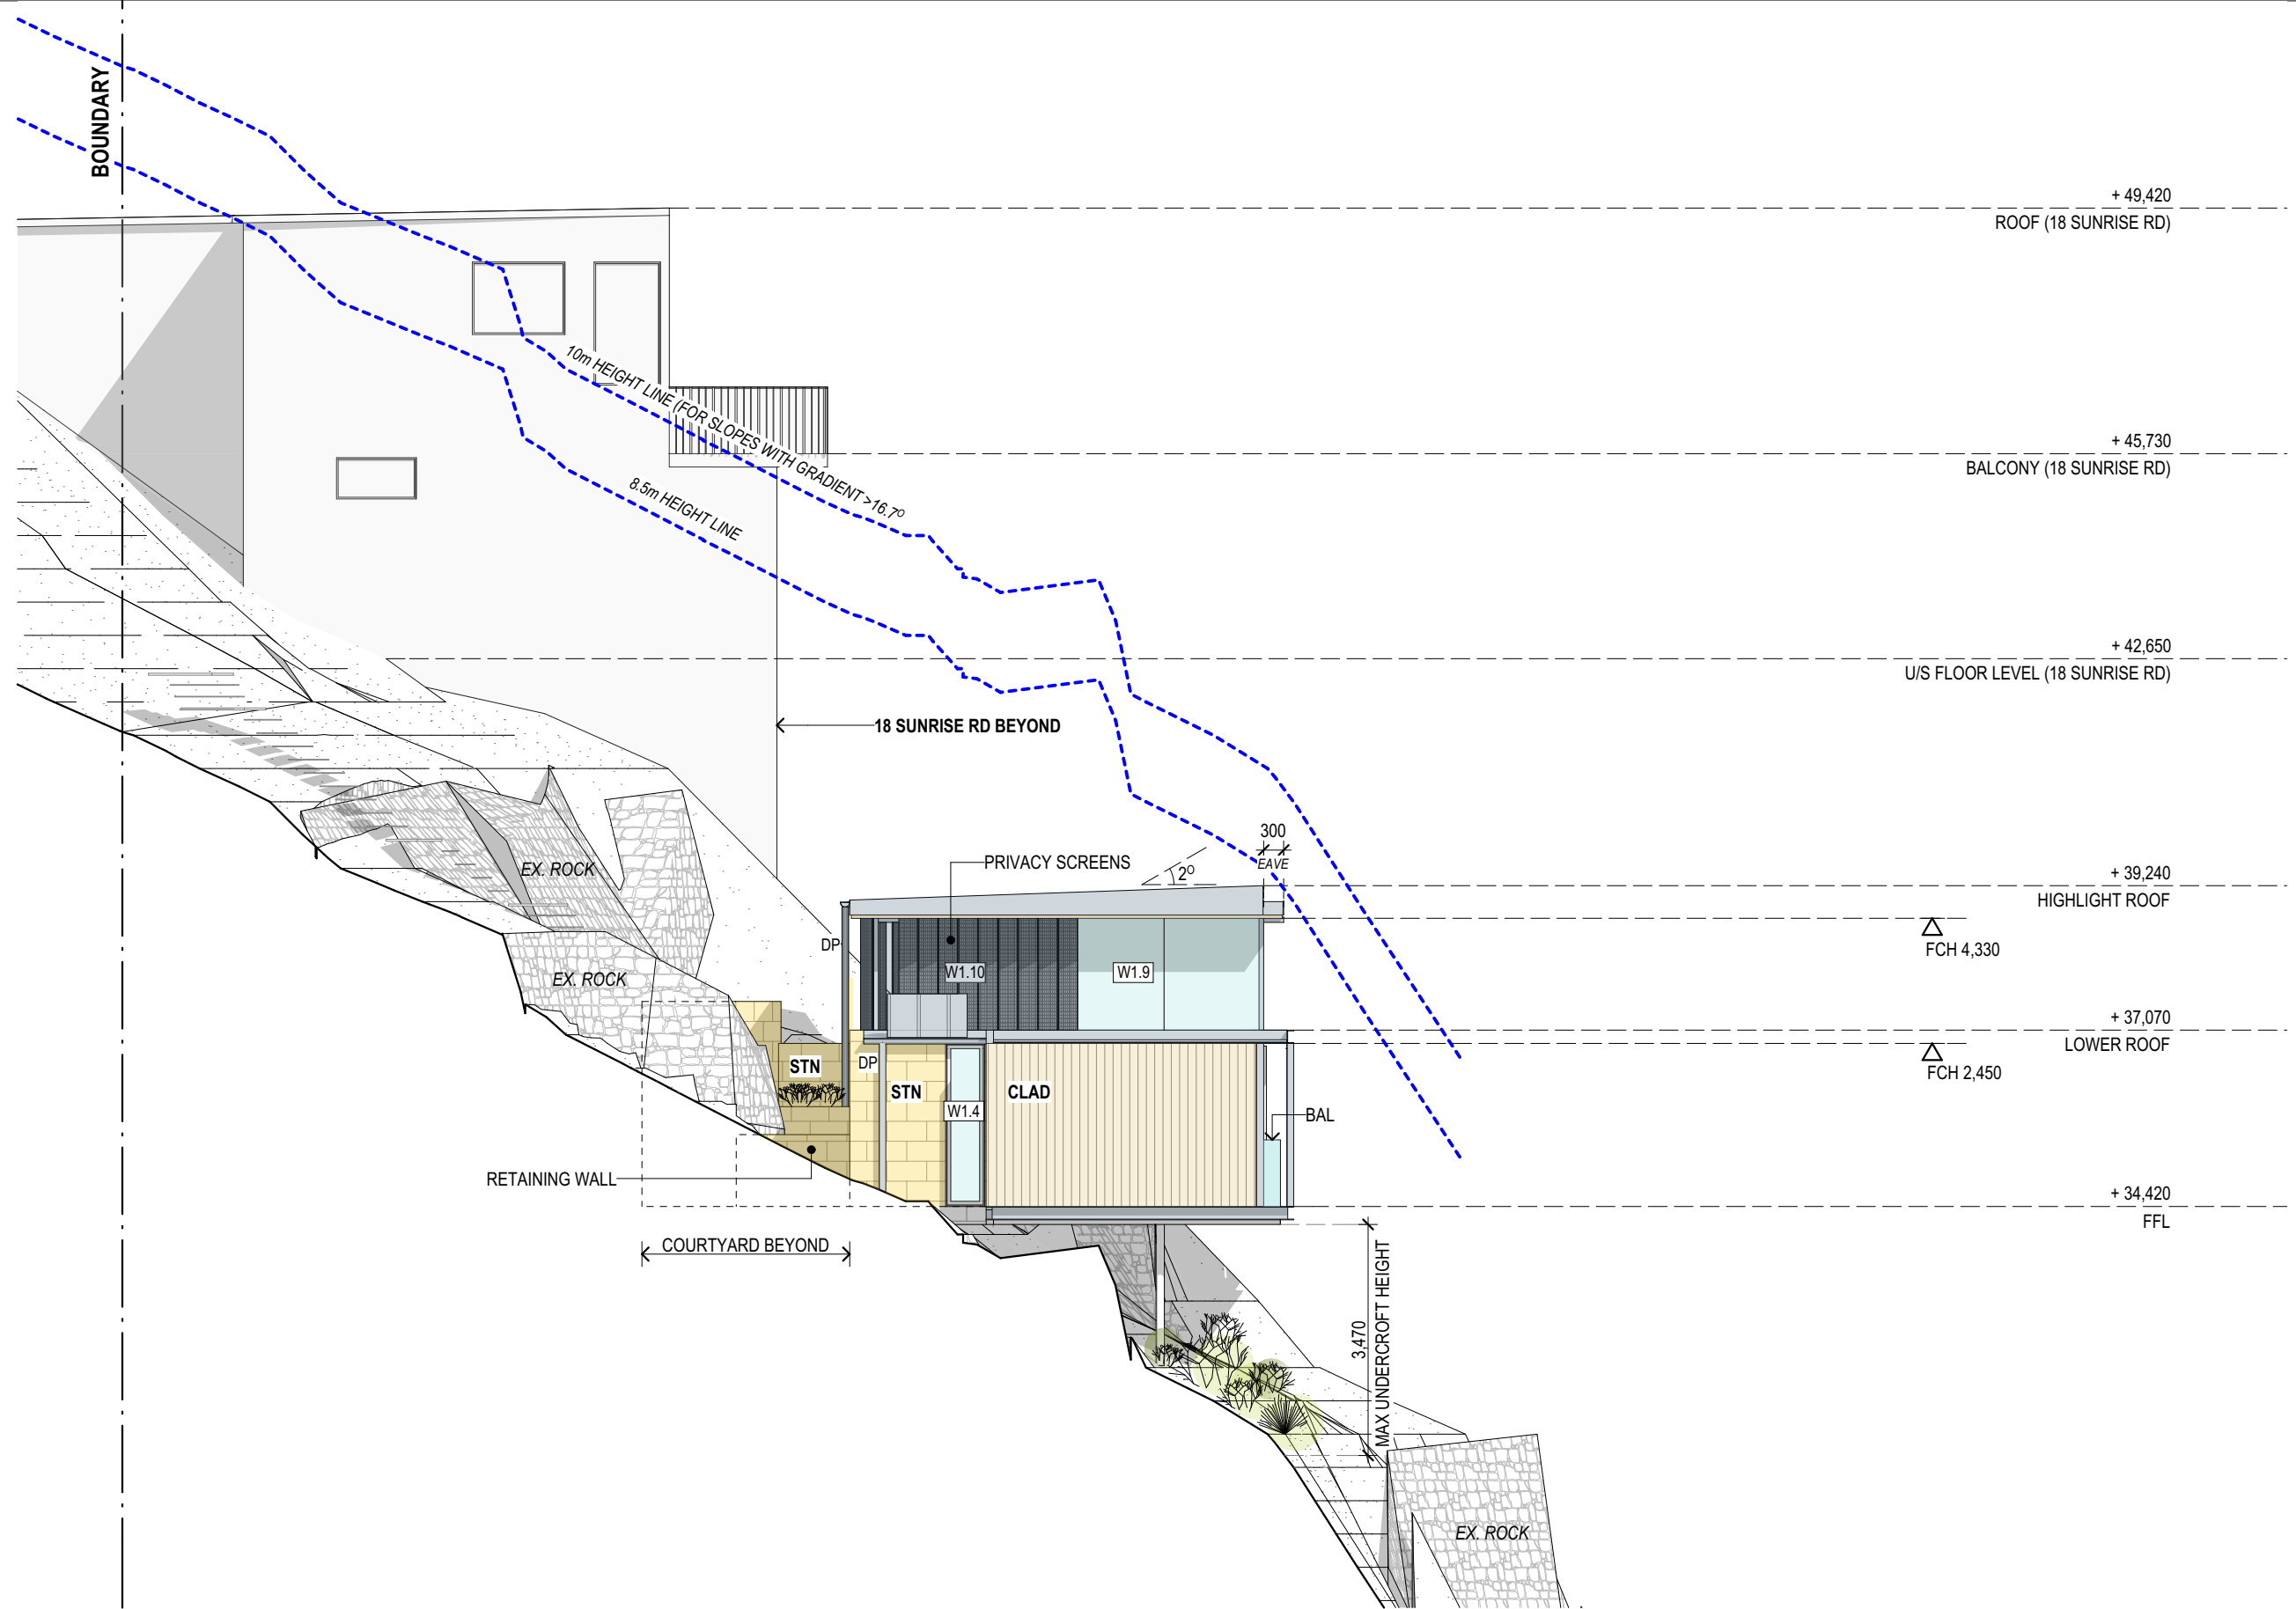 BOUNDARY
+ 49,420
ROOF (18 SUNRISE RD)
10m HEIGHT LINE (FOR SLOPES WITH GRADIENT >16.7º
+ 45,730
BALCONY (18 SUNRISE RD)
8.5m HEIGHT LINE
+ 42,650
U/S FLOOR LEVEL (18 SUNRISE RD)
18 SUNRISE RD BEYOND
300
EAVE
PRIVACY SCREENS
2º
EX. ROCK
+ 39,240
HIGHLIGHT ROOF
DP
FCH 4,330
EX. ROCK
W1.10
W1.9
+ 37,070
LOWER ROOF
STN
DP
STN
CLAD
FCH 2,450
W1.4
BAL
RETAINING WALL
+ 34,420
FFL
COURTYARD BEYOND
3,470
MAX UNDERCROFT HEIGHT
EX. ROCK